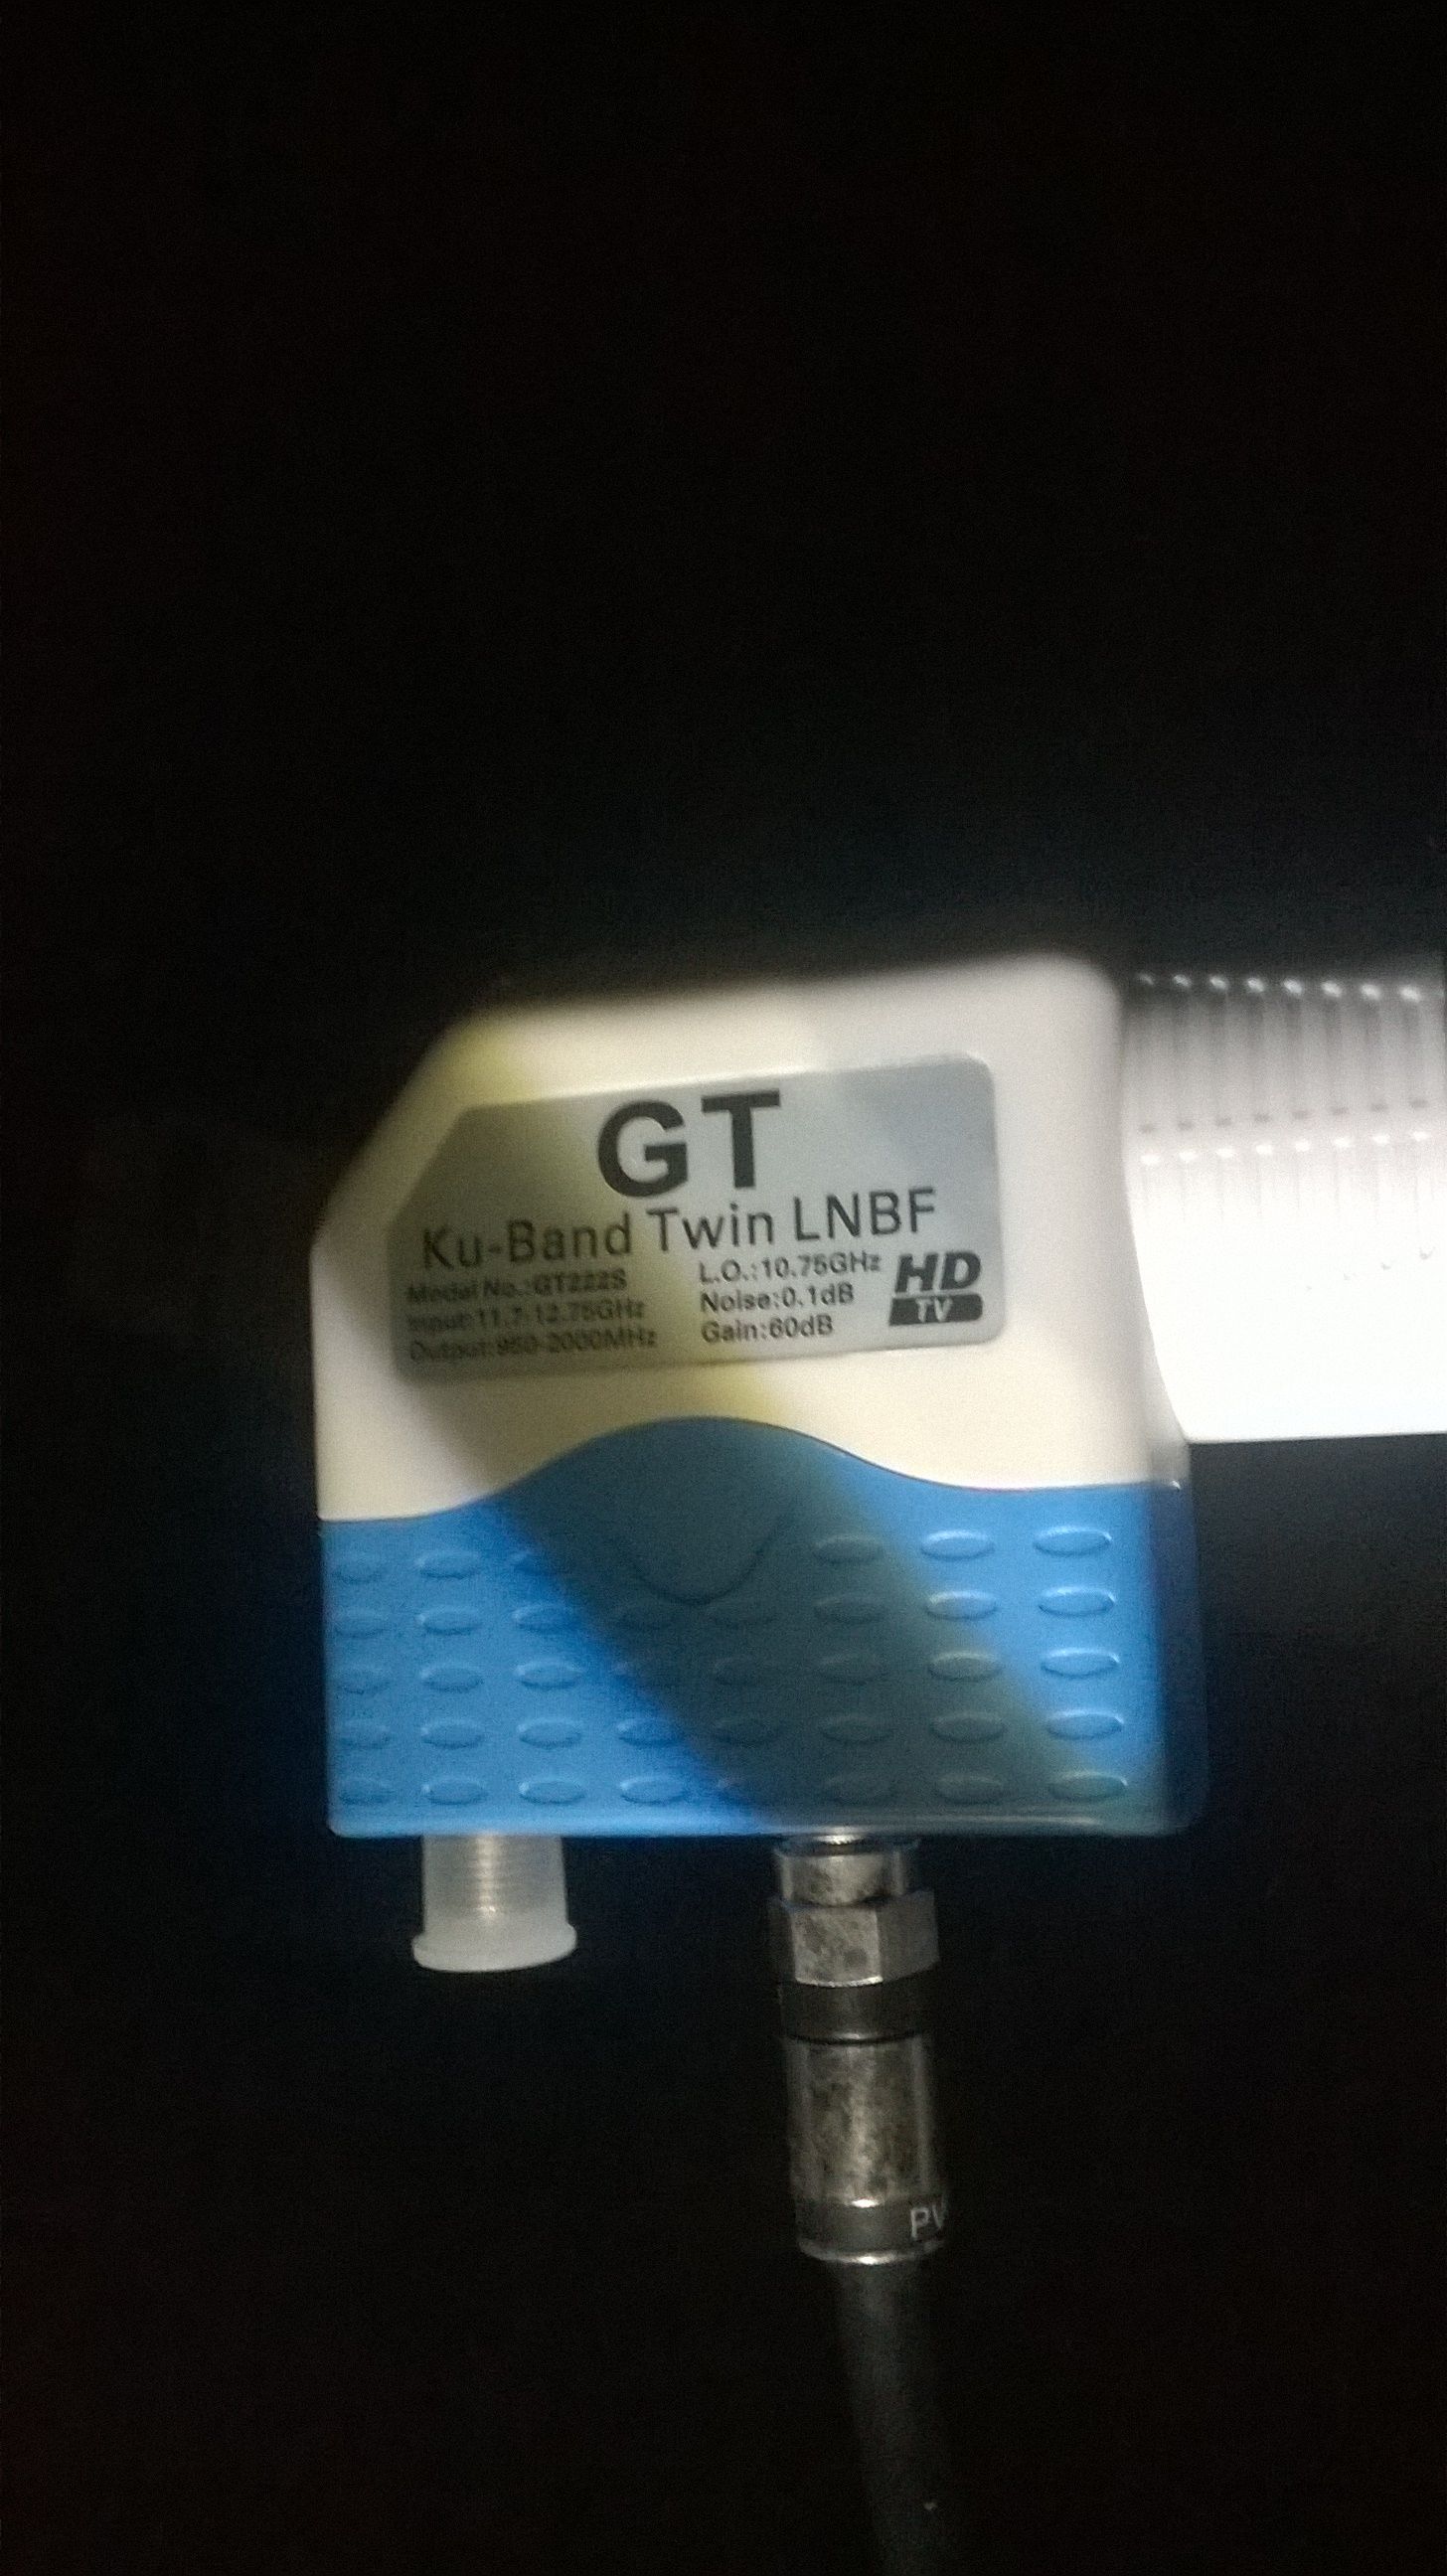 GT
Ku-Band Twin LNBF
Model No.:GT222S
Input:11.7-12.75GHz
Output:950-2000MHz
L.O.:10.75GHz
Noise:0.1dB
Gain:60dB
HD
TV